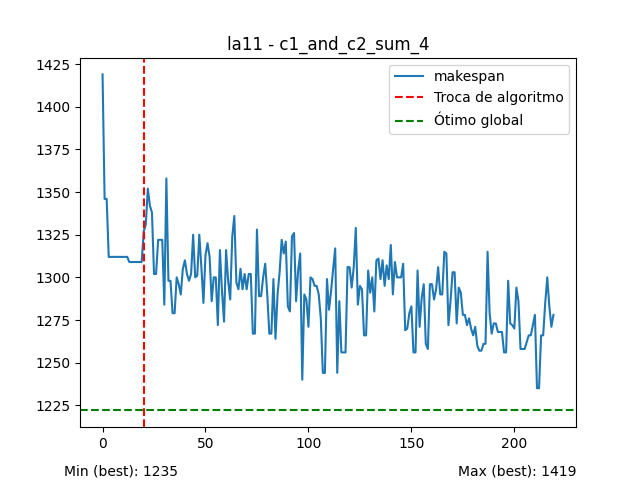 la11 - c1_and_c2_sum_4
1425
1400
1375
1350
1325
1300
1275
1250
1225
makespan
Troca de algoritmo
Ótimo global
0 50 100 150 200
Min (best): 1235 Max (best): 1419